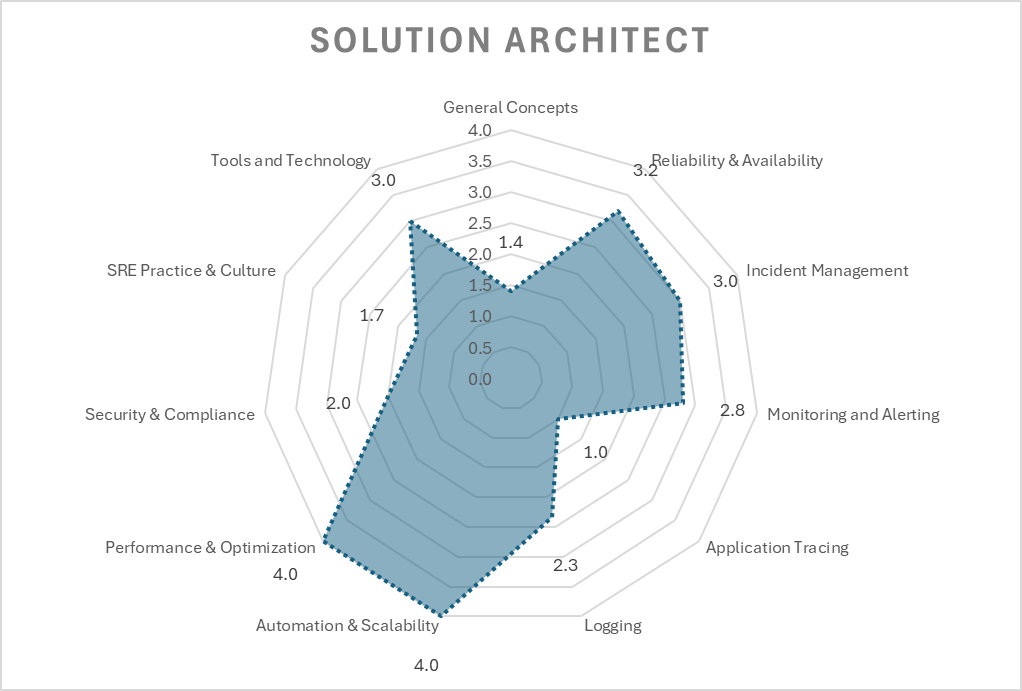 SOLUTION ARCHITECT
General Concepts
4.0
Tools and Technology
Reliability & Availability
3.5
3.2
3.0
3.0
2.5
1.4
2.0
SRE Practice & Culture
Incident Management
3.0
1.5
1.7
1.0
0.5
0.0
2.0
2.8
Security & Compliance
Monitoring and Alerting
1.0
Performance & Optimization
Application Tracing
2.3
4.0
Automation & Scalability
Logging
4.0